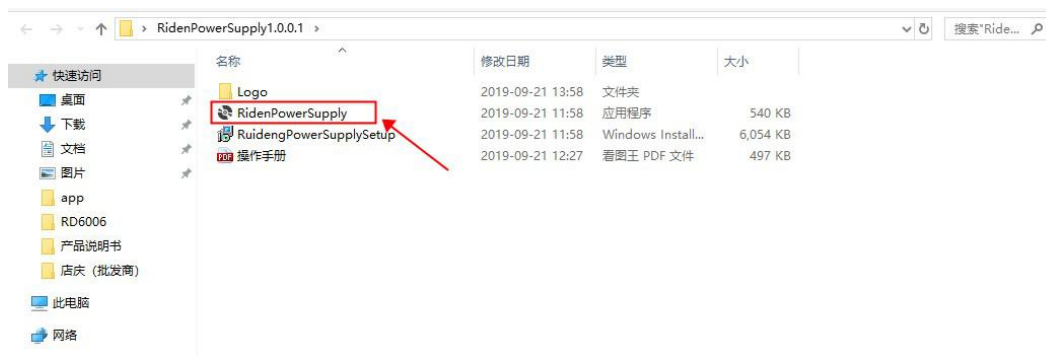 RidenPowerSupply1.0.0.1
搜索"Ride...
名称 修改日期 类型 大小
快速访问
桌面
下载
文档
图片
app
RD6006
产品说明书
店庆（批发商）
此电脑
网络
Logo 2019-09-21 13:58 文件夹
RidenPowerSupply 2019-09-21 11:58 应用程序 540 KB
RuidengPowerSupplySetup 2019-09-21 11:58 Windows Install... 6,054 KB
PDF 操作手册 2019-09-21 12:27 看图王 PDF 文件 497 KB